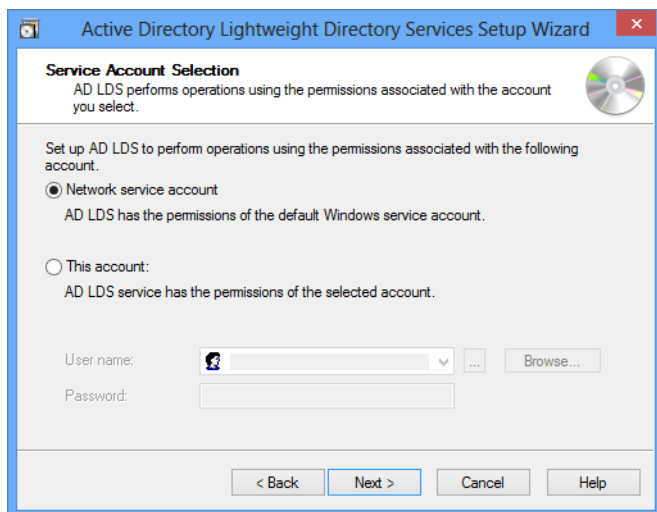 Active Directory Lightweight Directory Services Setup Wizard
Service Account Selection
AD LDS performs operations using the permissions associated with the account
you select.
Set up AD LDS to perform operations using the permissions associated with the following
account.
Network service account
AD LDS has the permissions of the default Windows service account.
This account:
AD LDS service has the permissions of the selected account.
User name:
...
Browse...
Password:
< Back
Next >
Cancel
Help